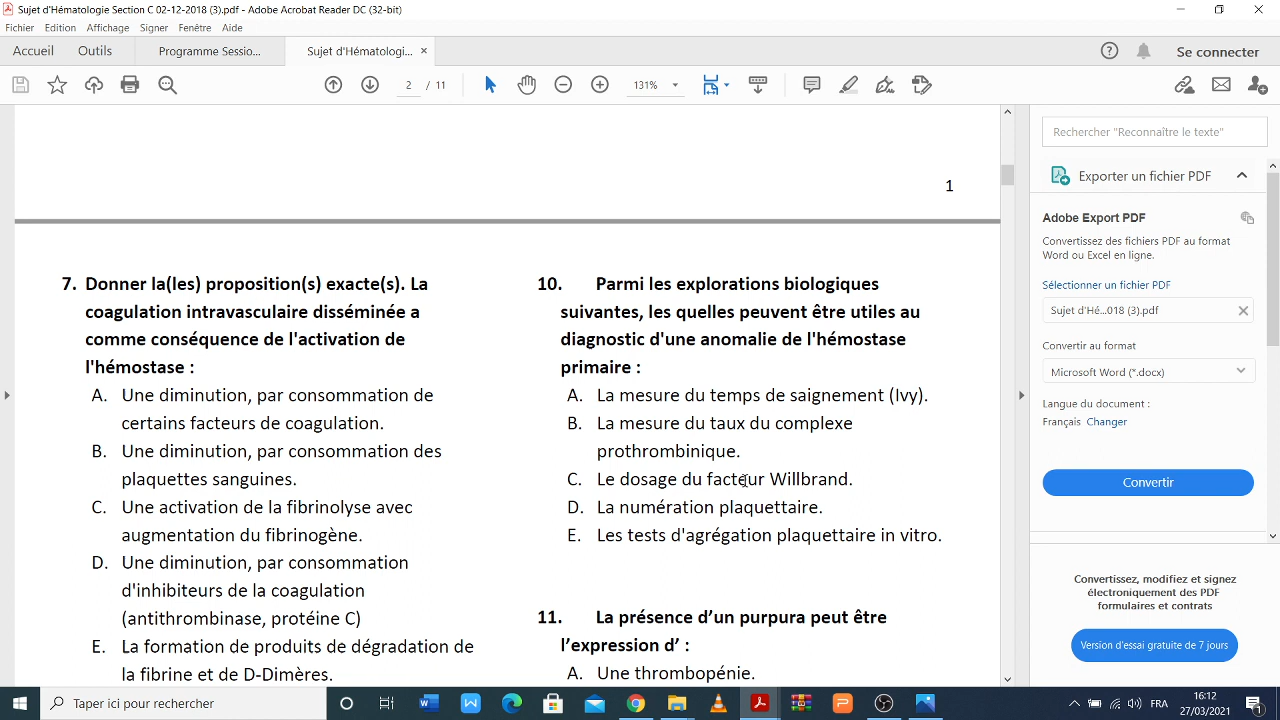 Sujet d'Hématologie Section C 02-12-2018 (3).pdf - Adobe Acrobat Reader DC (32-bit)
Fichier Edition Affichage Signer Fenêtre Aide
Accueil Outils Programme Sessio... Sujet d'Hématologi... × Se connecter
2 / 11 131%
1
7. Donner la(les) proposition(s) exacte(s). La
coagulation intravasculaire disséminée a
comme conséquence de l'activation de
l'hémostase :
A. Une diminution, par consommation de
certains facteurs de coagulation.
B. Une diminution, par consommation des
plaquettes sanguines.
C. Une activation de la fibrinolyse avec
augmentation du fibrinogène.
D. Une diminution, par consommation
d'inhibiteurs de la coagulation
(antithrombinase, protéine C)
E. La formation de produits de dégradation de
la fibrine et de D-Dimères.
10. Parmi les explorations biologiques
suivantes, les quelles peuvent être utiles au
diagnostic d'une anomalie de l'hémostase
primaire :
A. La mesure du temps de saignement (Ivy).
B. La mesure du taux du complexe
prothrombinique.
C. Le dosage du facteur Willbrand.
D. La numération plaquettaire.
E. Les tests d'agrégation plaquettaire in vitro.
11. La présence d’un purpura peut être
l’expression d’ :
A. Une thrombopénie.
Rechercher "Reconnaître le texte"
Exporter un fichier PDF
Adobe Export PDF
Convertissez des fichiers PDF au format
Word ou Excel en ligne.
Sélectionner un fichier PDF
Sujet d'Hé...018 (3).pdf
Convertir au format
Microsoft Word (*.docx)
Langue du document :
Français Changer
Convertir
Convertissez, modifiez et signez
électroniquement des PDF
formulaires et contrats
Version d'essai gratuite de 7 jours
Taper ici pour rechercher
FRA
16:12
27/03/2021